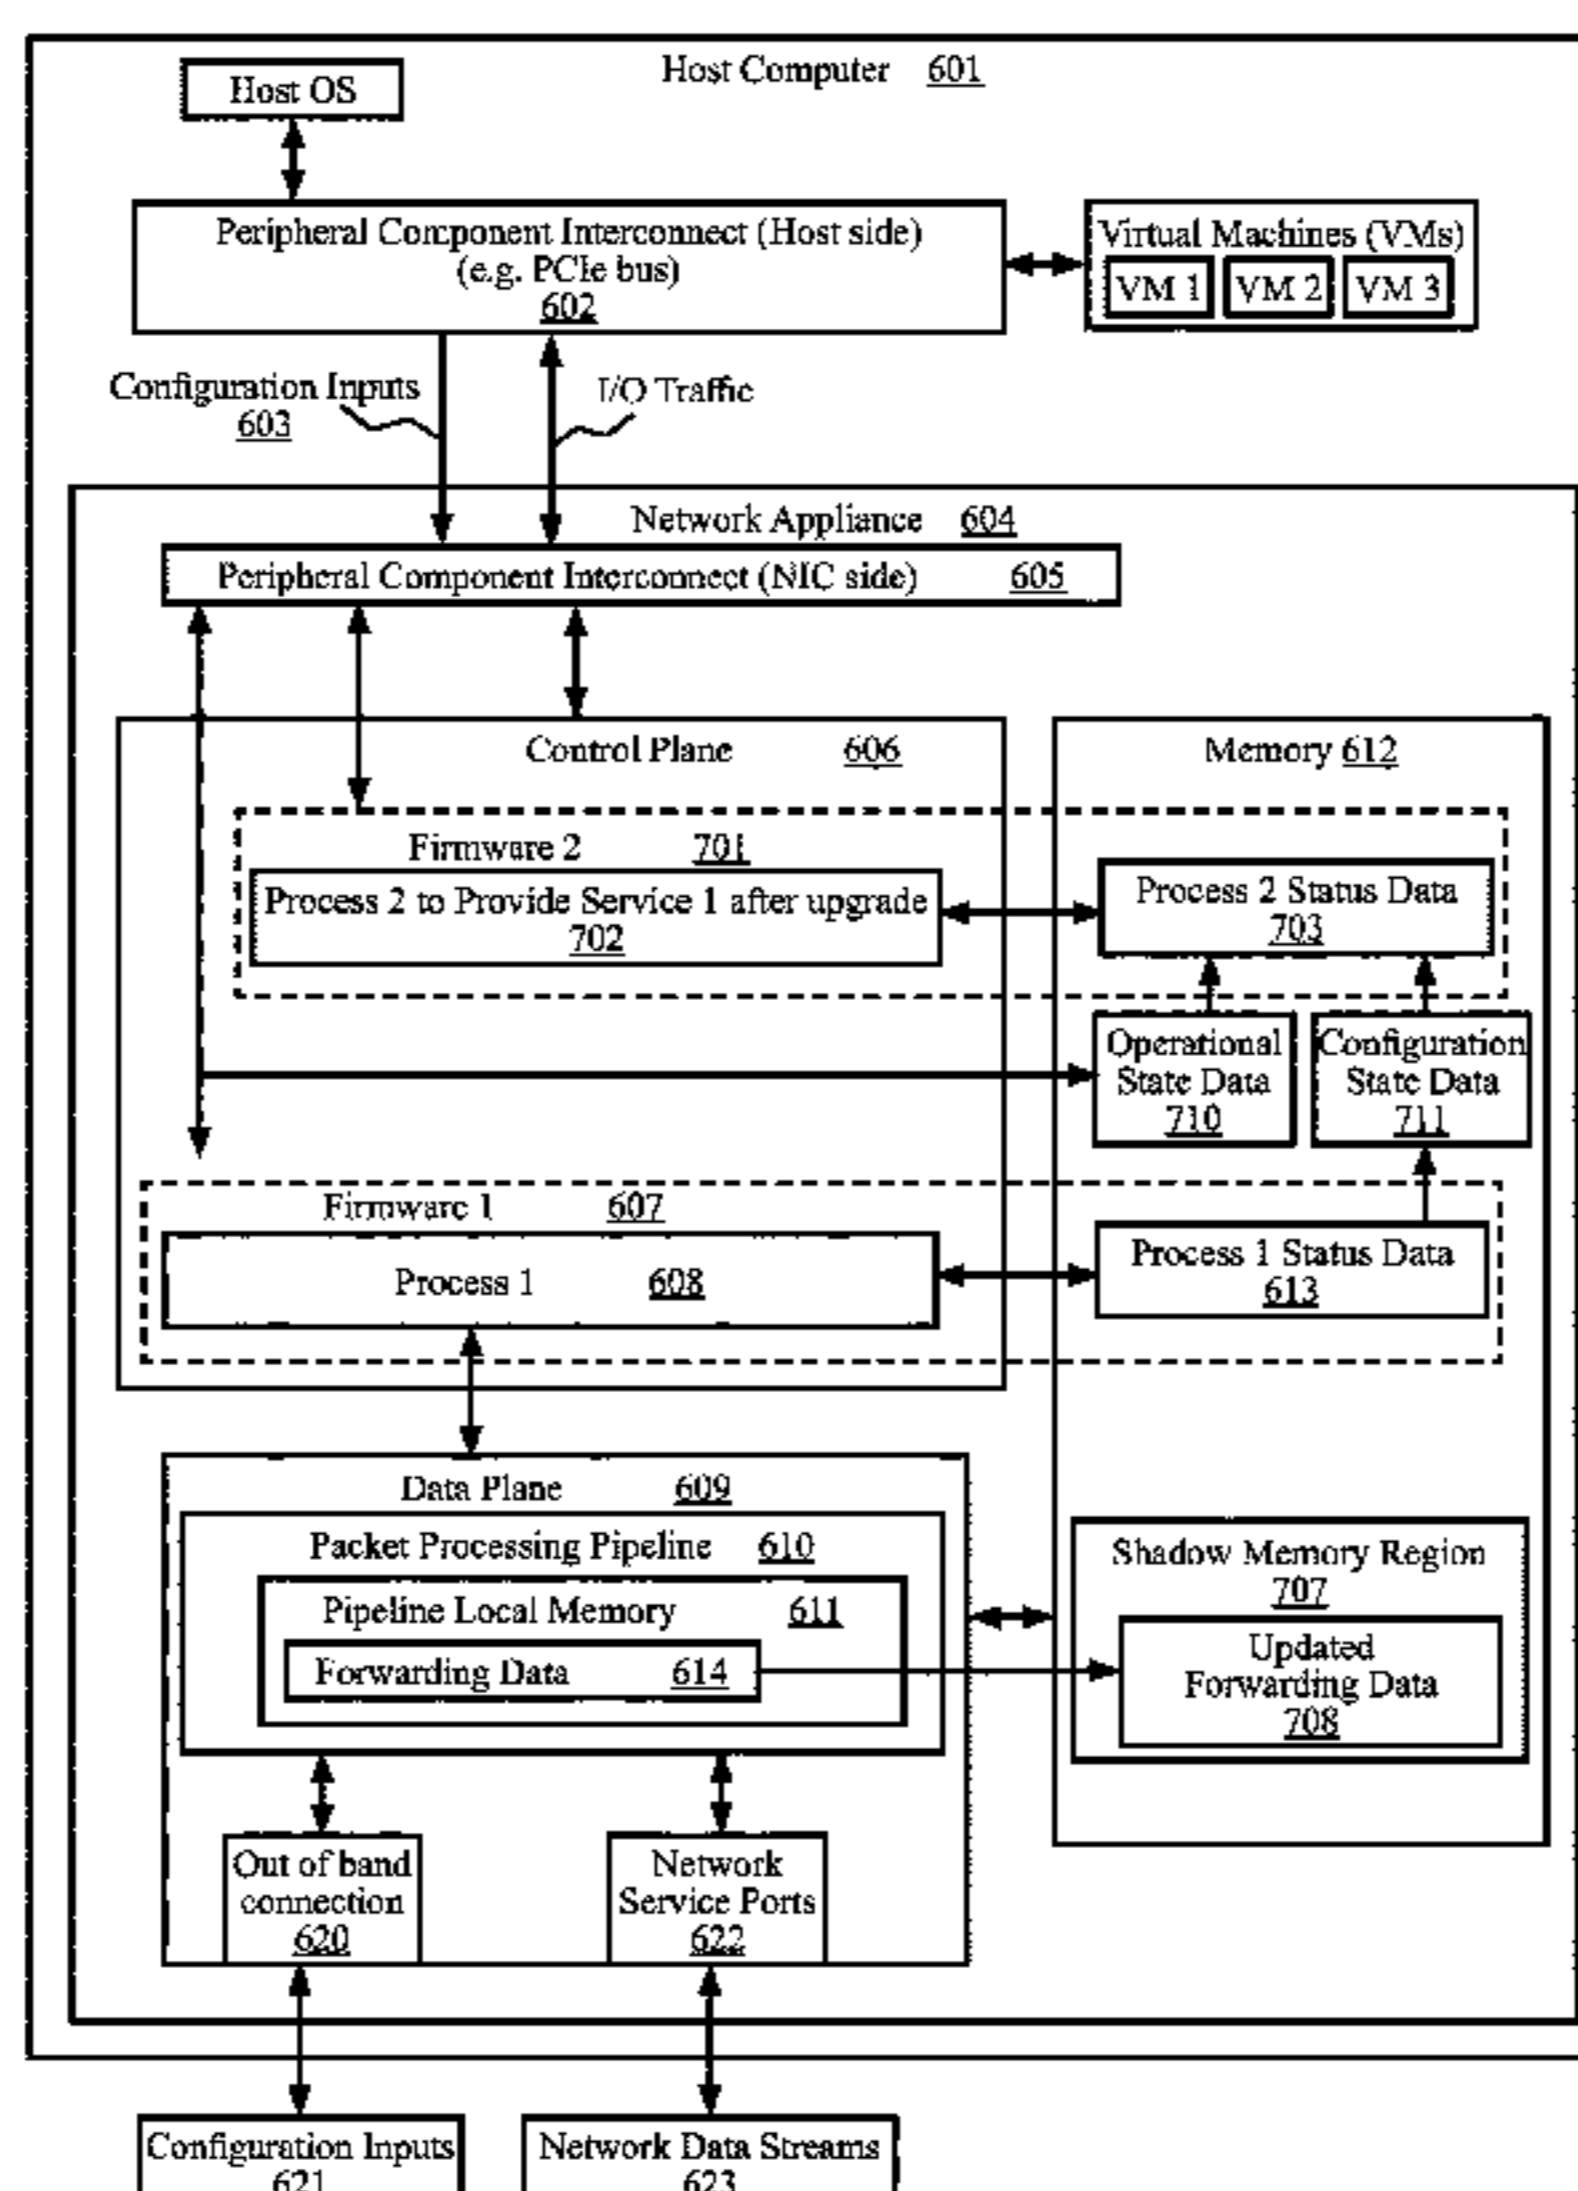 Host Computer 601
Host OS
Peripheral Component Interconnect (Host side)
(e.g. PCIe bus)
602
Virtual Machines (VMs)
VM 1 VM 2 VM 3
Configuration Inputs
603
I/O Traffic
Network Appliance 604
Peripheral Component Interconnect (NIC side) 605
Control Plane 606
Memory 612
Firmware 2 701
Process 2 to Provide Service 1 after upgrade
702
Process 2 Status Data
703
Operational
State Data
710
Configuration
State Data
711
Firmware 1 607
Process 1 608
Process 1 Status Data
613
Data Plane 609
Packet Processing Pipeline 610
Pipeline Local Memory 611
Forwarding Data 614
Shadow Memory Region
707
Updated
Forwarding Data
708
Out of band
connection
620
Network
Service Ports
622
Configuration Inputs
621
Network Data Streams
623